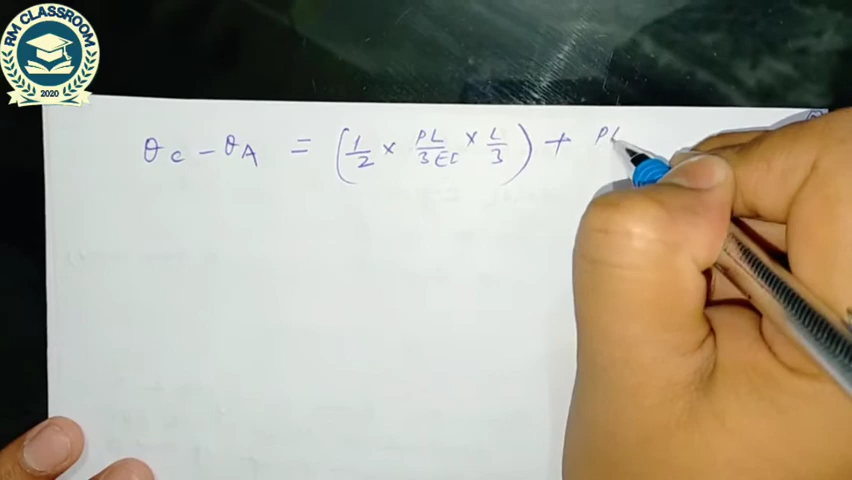 RM CLASSROOM
2020
θc - θA = (1/2 × PL/3EI × L/3) + PL